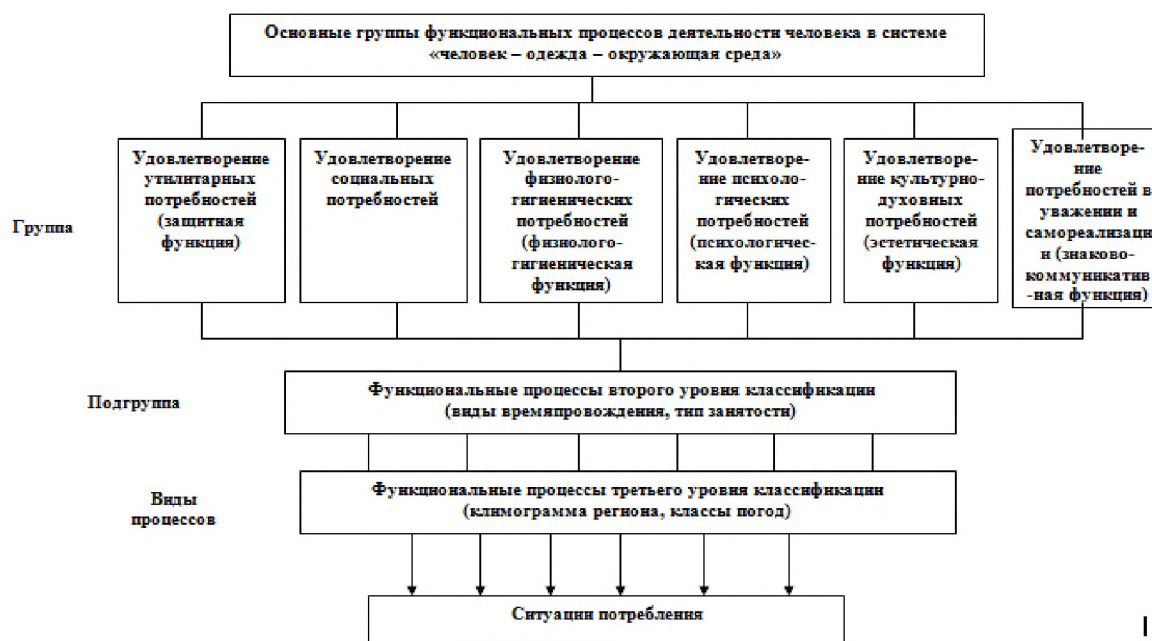 Основные группы функциональных процессов деятельности человека в системе
«человек – одежда – окружающая среда»
Группа
Удовлетворение
утилитарных
потребностей
(защитная
функция)
Удовлетворение
социальных
потребностей
Удовлетворение
физиолого-
гигиенических
потребностей
(физиолого-
гигиеническая
функция)
Удовлетворе-
ние психоло-
гических
потребностей
(психологичес-
кая функция)
Удовлетворе-
ние культурно-
духовных
потребностей
(эстетическая
функция)
Удовлетворе-
ние
потребностей в
уважении и
самореализаци
и (знаково-
коммуникатив
-ная функция)
Подгруппа
Функциональные процессы второго уровня классификации
(виды времяпровождения, тип занятости)
Виды
процессов
Функциональные процессы третьего уровня классификации
(климограмма региона, классы погод)
Ситуации потребления